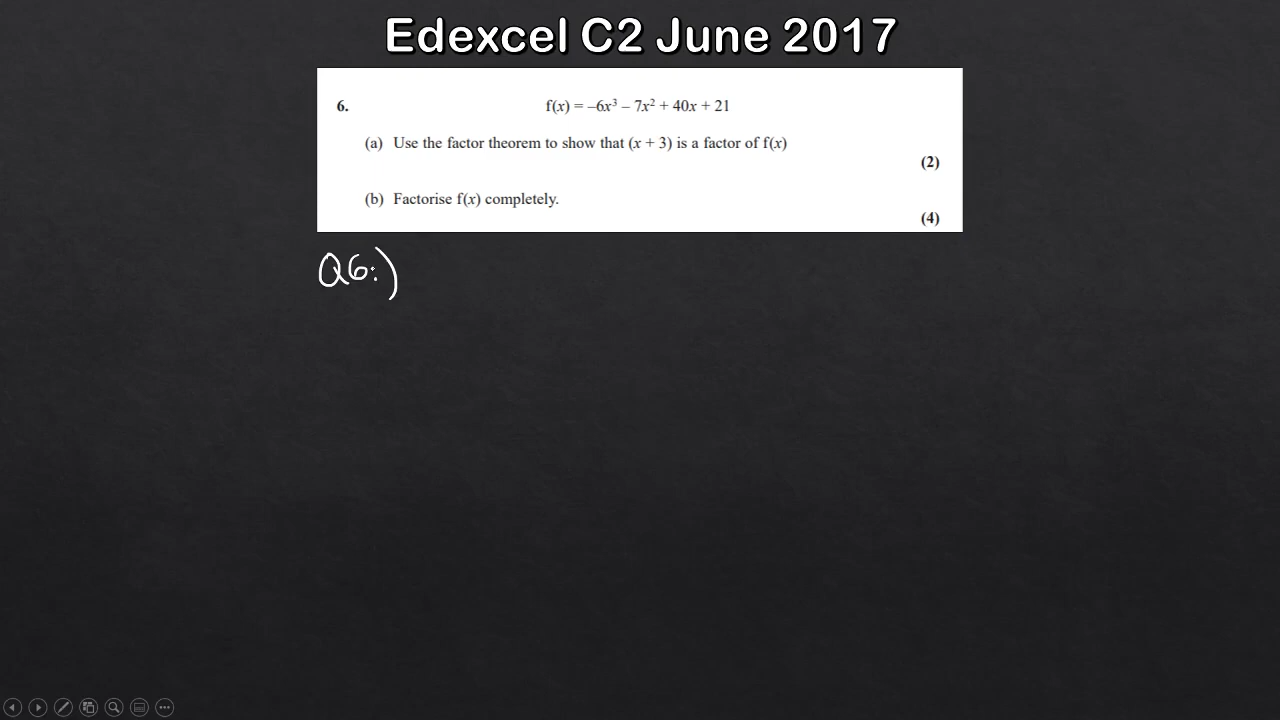 Edexcel C2 June 2017
6. f(x) = –6x³ – 7x² + 40x + 21
(a) Use the factor theorem to show that (x + 3) is a factor of f(x)
(2)
(b) Factorise f(x) completely.
(4)
Q6:)